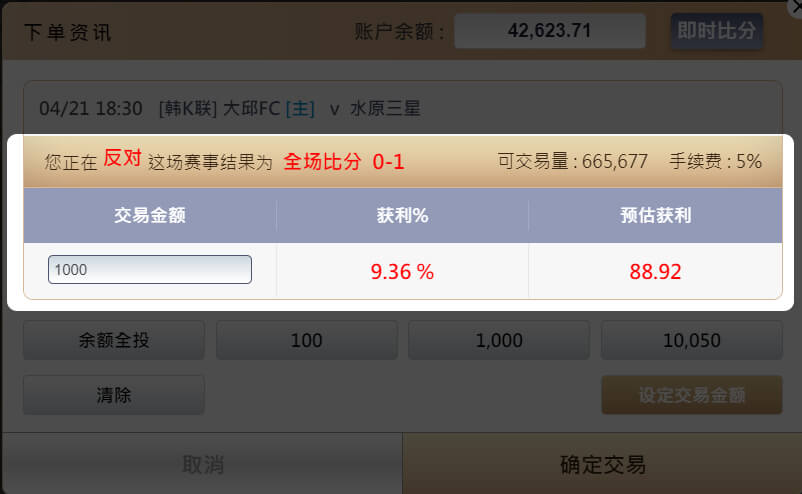 下单资讯 账户余额 : 42,623.71 即时比分
04/21 18:30 [韩K联] 大邱FC [主] v 水原三星
您正在 反对 这场赛事结果为 全场比分 0-1 可交易量 : 665,677 手续费 : 5%
交易金额 获利% 预估获利
1000 9.36 % 88.92
余额全投 100 1,000 10,050
清除 设定交易金额
取消 确定交易